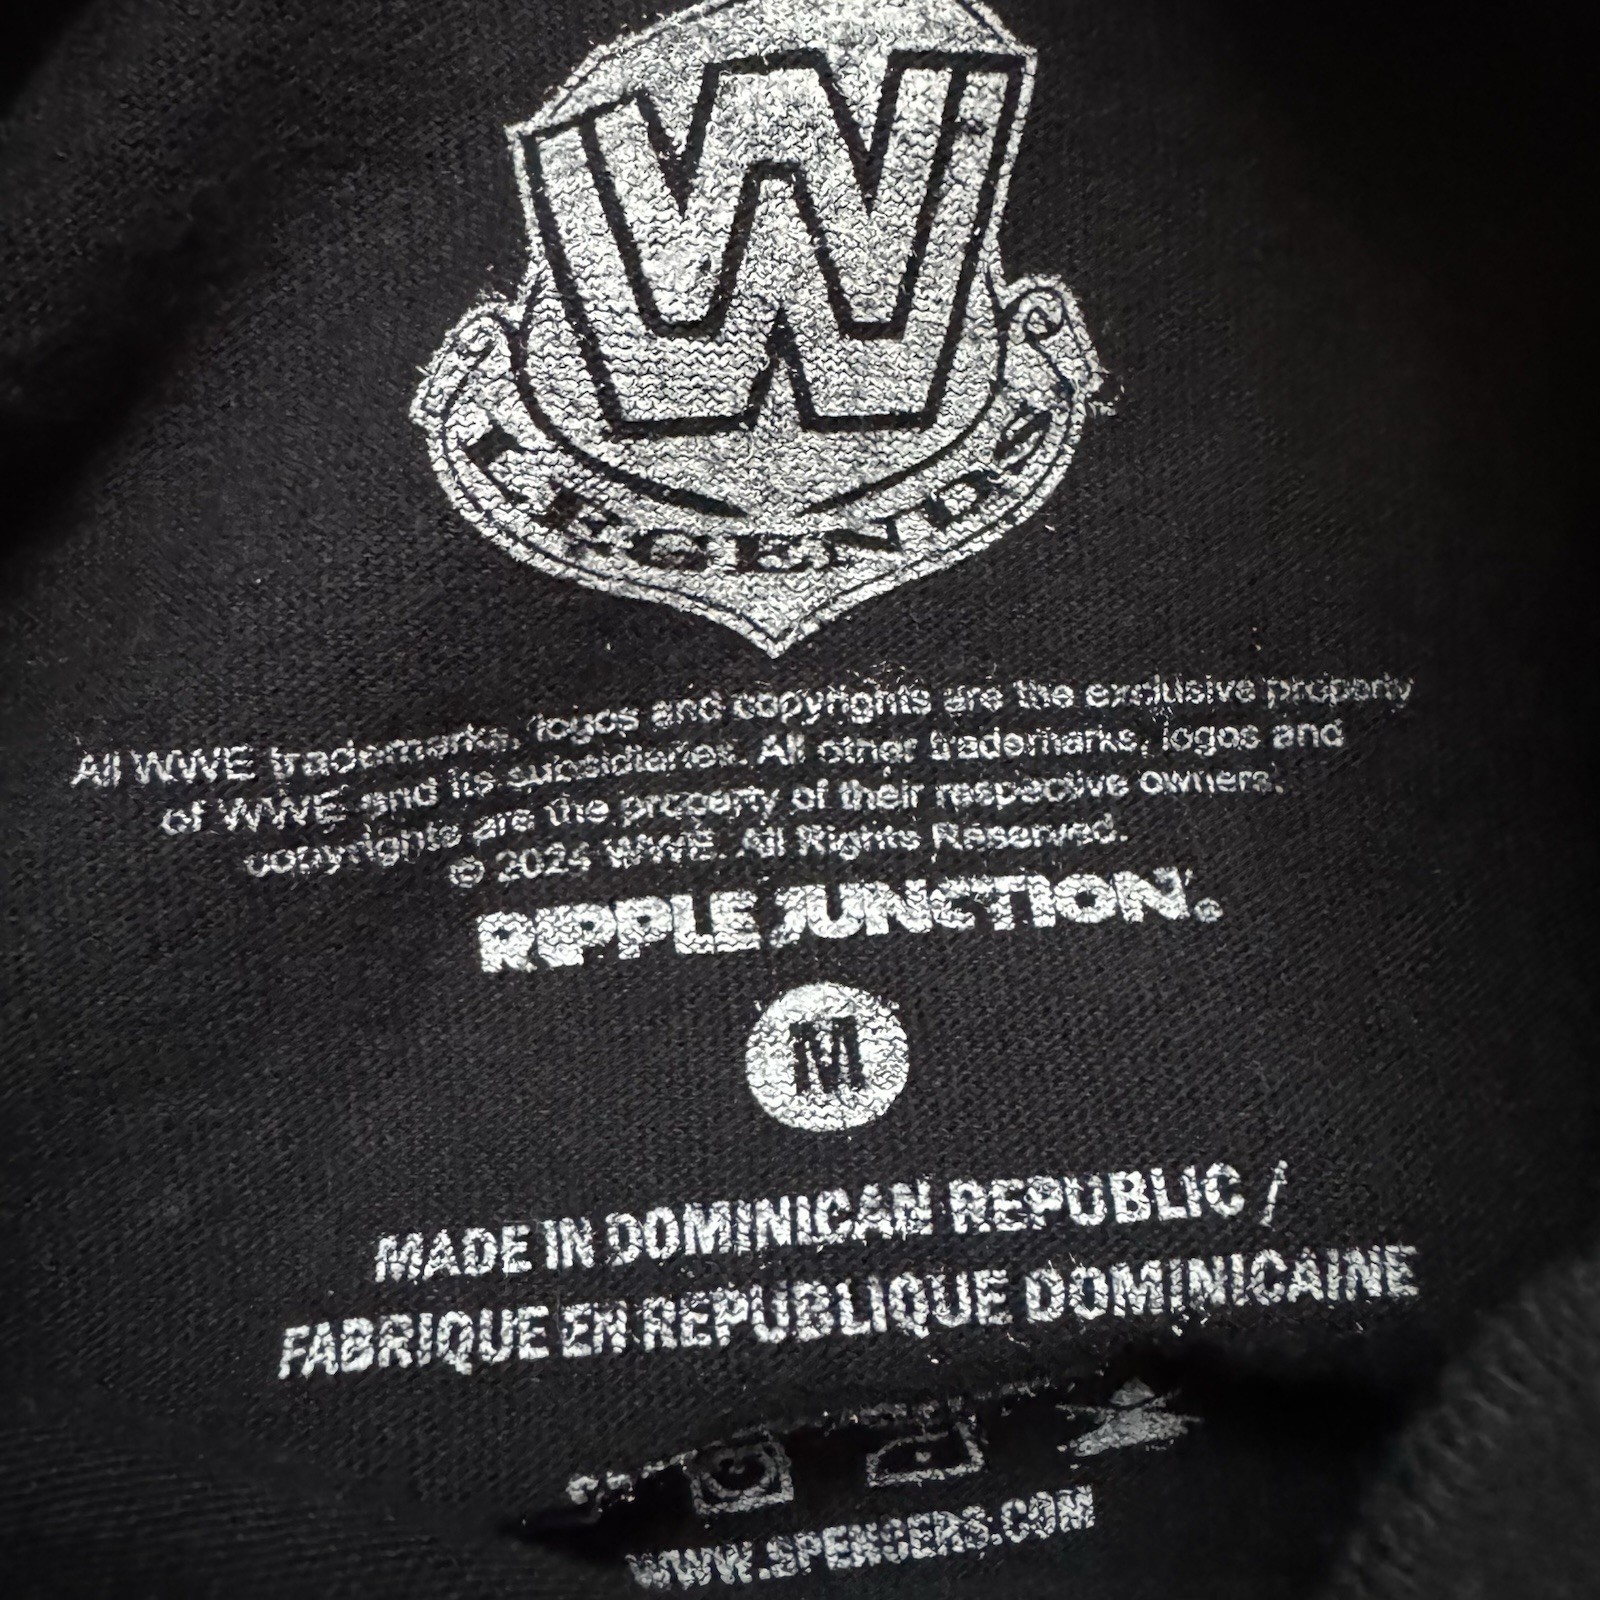 W
LEGENDS
All WWE trademarks, logos and copyrights are the exclusive property
of WWE and its subsidiaries. All other trademarks, logos and
copyrights are the property of their respective owners.
© 2024 WWE. All Rights Reserved.
RIPPLE JUNCTION®
M
MADE IN DOMINICAN REPUBLIC /
FABRIQUE EN REPUBLIQUE DOMINICAINE
WWW.SPENCERS.COM